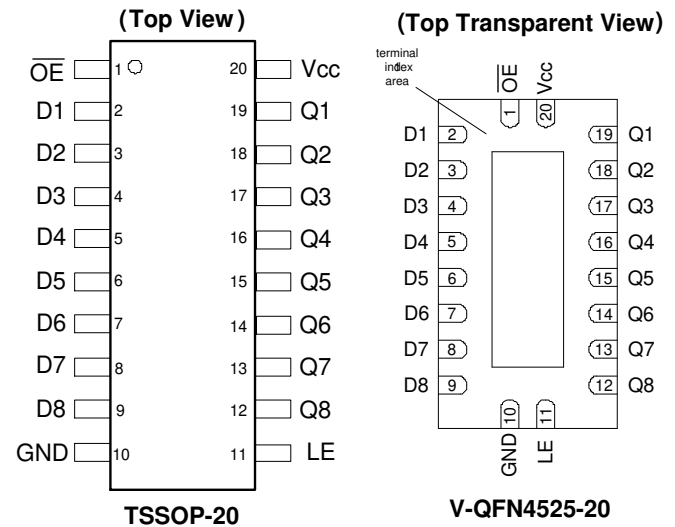 (Top View)
OE 1 20 Vcc
D1 2 19 Q1
D2 3 18 Q2
D3 4 17 Q3
D4 5 16 Q4
D5 6 15 Q5
D6 7 14 Q6
D7 8 13 Q7
D8 9 12 Q8
GND 10 11 LE
TSSOP-20
(Top Transparent View)
terminal
index
area
OE Vcc
1 20
D1 2 19 Q1
D2 3 18 Q2
D3 4 17 Q3
D4 5 16 Q4
D5 6 15 Q5
D6 7 14 Q6
D7 8 13 Q7
D8 9 12 Q8
10 11
GND LE
V-QFN4525-20